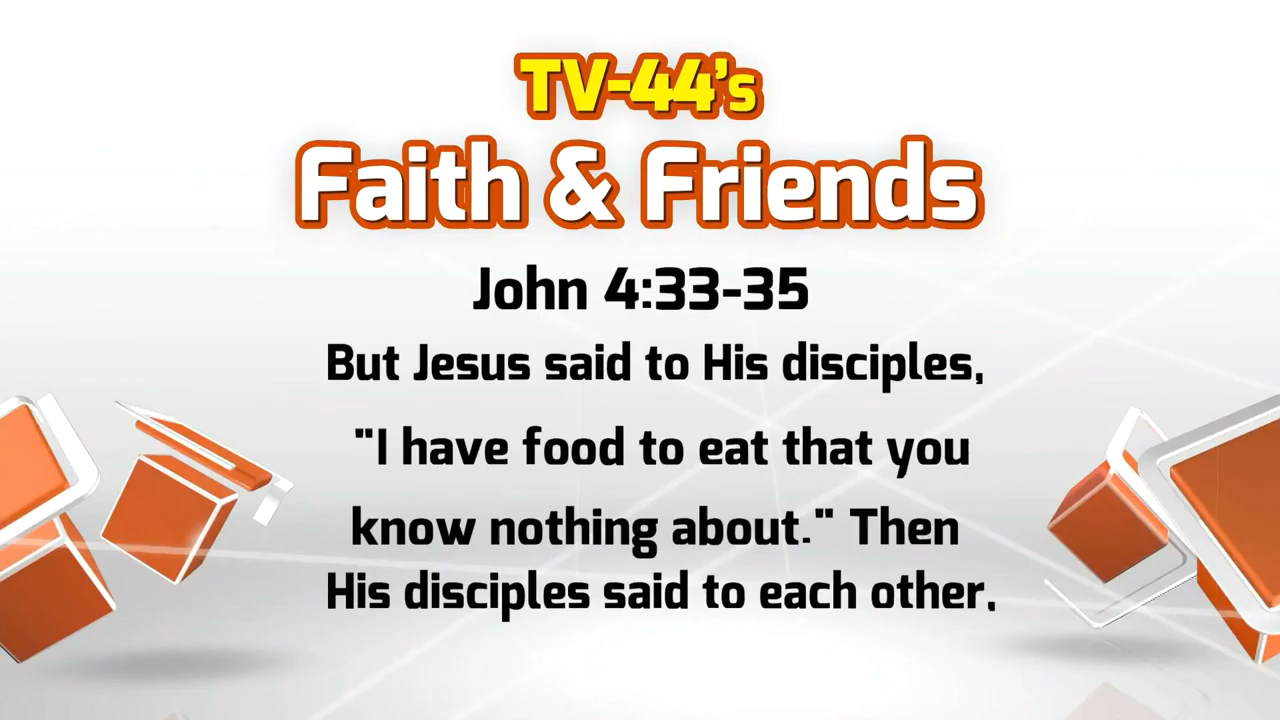 TV-44's
Faith & Friends
John 4:33-35
But Jesus said to His disciples,
"I have food to eat that you
know nothing about." Then
His disciples said to each other,